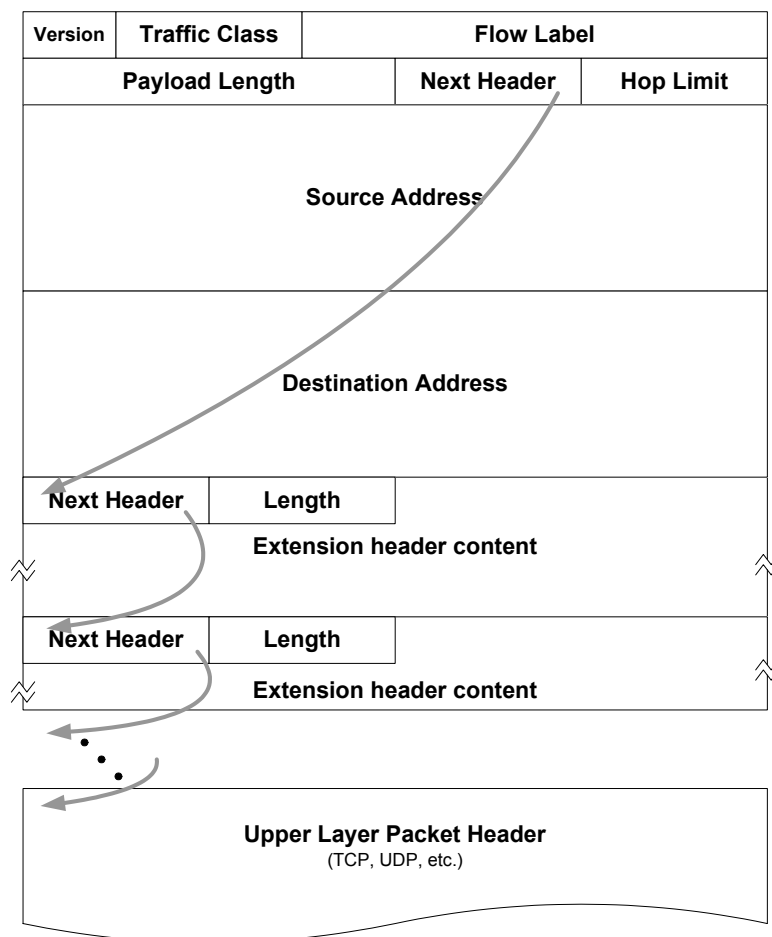 Version Traffic Class Flow Label
Payload Length Next Header Hop Limit
Source Address
Destination Address
Next Header Length
Extension header content
Next Header Length
Extension header content
Upper Layer Packet Header
(TCP, UDP, etc.)